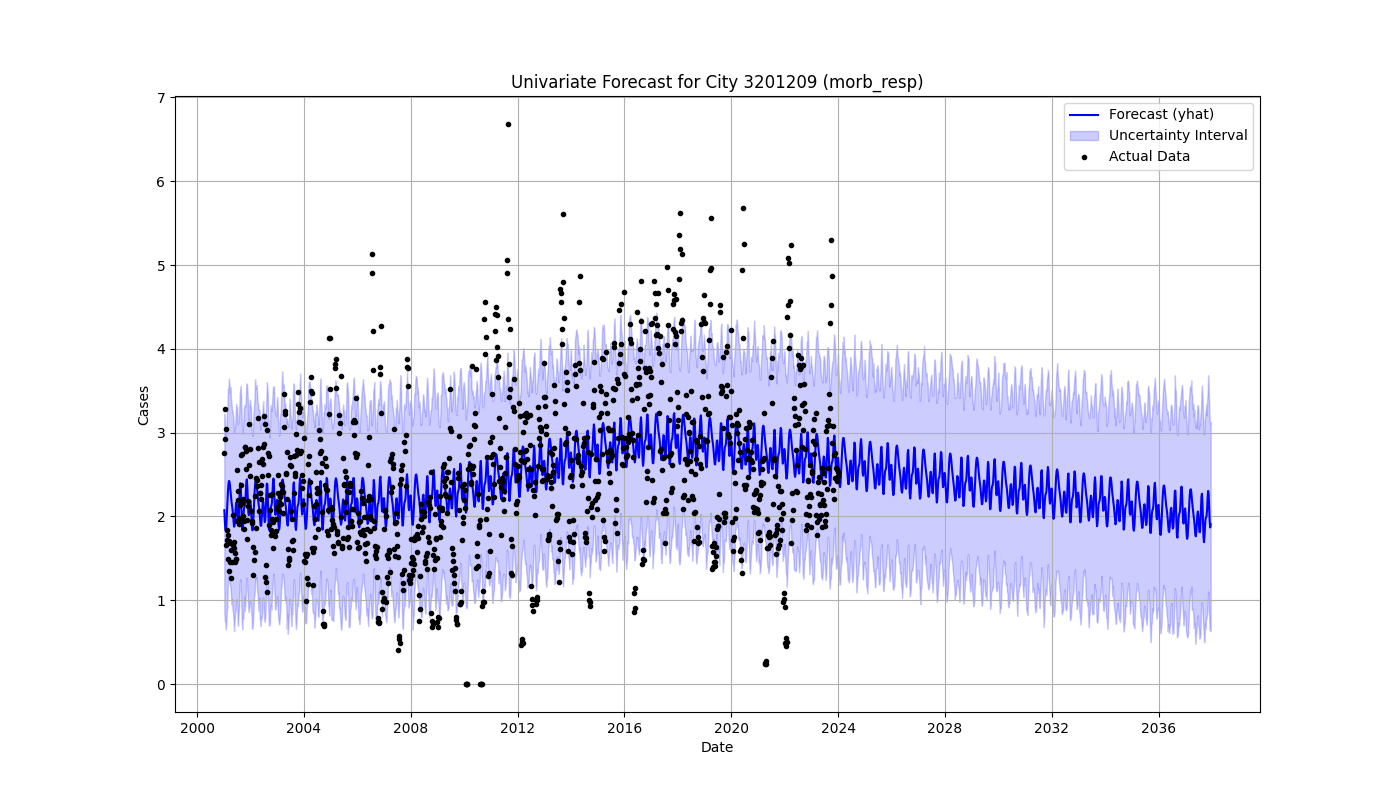 Univariate Forecast for City 3201209 (morb_resp)
Forecast (yhat)
Uncertainty Interval
Actual Data
Cases
7
6
5
4
3
2
1
0
2000 2004 2008 2012 2016 2020 2024 2028 2032 2036
Date